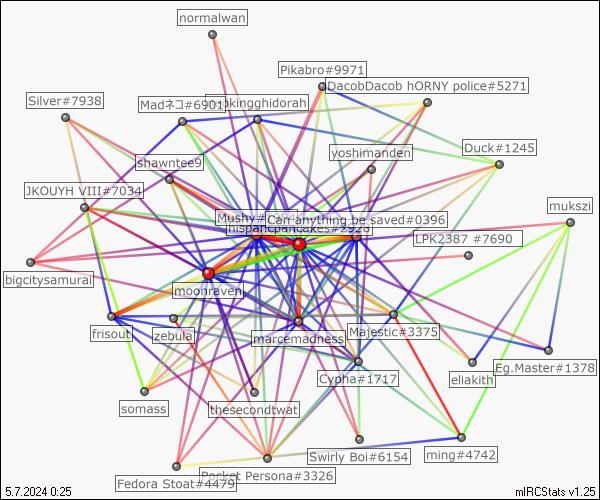 normalwan
Pikabro#9971
DacobDacob hORNY police#5271
Silver#7938
Madネコ#6901
kingghidorah
Duck#1245
yoshimanden
shawntee9
JKOUYH VIII#7034
mukszi
Can anything be saved#0396
LPK2387 #7690
bigcitysamurai
moonraven
frisout
zebula
marcemadness
Majestic#3375
Cypha#1717
eliakith
Eg.Master#1378
somass
thesecondtwat
Swirly Boi#6154
ming#4742
Pocket Persona#3326
Fedora Stoat#4479
5.7.2024 0:25
mIRCStats v1.25